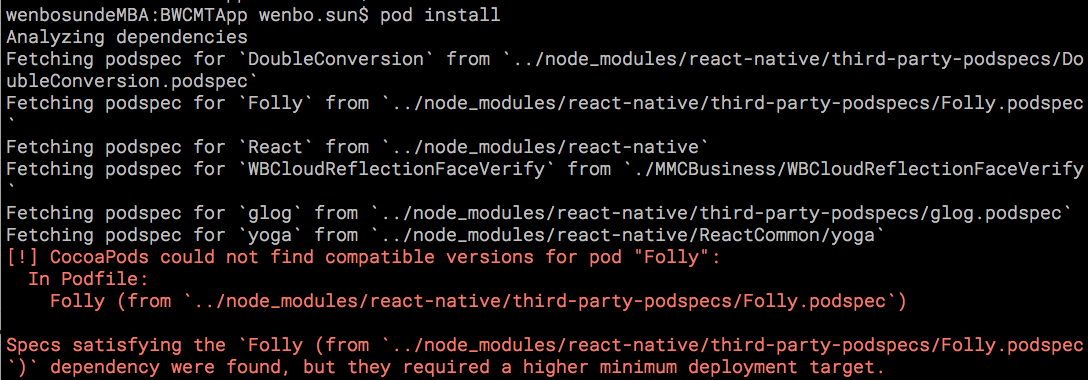 wenbosundeMBA:BWCMTApp wenbo.sun$ pod install
Analyzing dependencies
Fetching podspec for `DoubleConversion` from `../node_modules/react-native/third-party-podspecs/Do
ubleConversion.podspec`
Fetching podspec for `Folly` from `../node_modules/react-native/third-party-podspecs/Folly.podspec
`
Fetching podspec for `React` from `../node_modules/react-native`
Fetching podspec for `WBCloudReflectionFaceVerify` from `./MMCBusiness/WBCloudReflectionFaceVerify
`
Fetching podspec for `glog` from `../node_modules/react-native/third-party-podspecs/glog.podspec`
Fetching podspec for `yoga` from `../node_modules/react-native/ReactCommon/yoga`
[!] CocoaPods could not find compatible versions for pod "Folly":
  In Podfile:
    Folly (from `../node_modules/react-native/third-party-podspecs/Folly.podspec`)

Specs satisfying the `Folly (from `../node_modules/react-native/third-party-podspecs/Folly.podspec
`)` dependency were found, but they required a higher minimum deployment target.